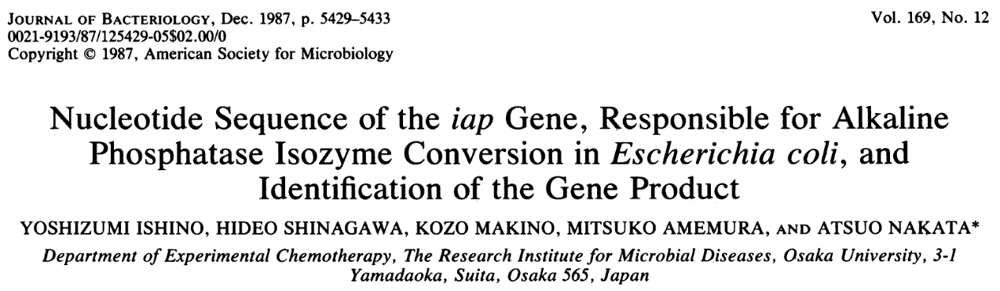 JOURNAL OF BACTERIOLOGY, Dec. 1987, p. 5429–5433
Vol. 169, No. 12
0021-9193/87/125429-05$02.00/0
Copyright © 1987, American Society for Microbiology
Nucleotide Sequence of the iap Gene, Responsible for Alkaline
Phosphatase Isozyme Conversion in Escherichia coli, and
Identification of the Gene Product
YOSHIZUMI ISHINO, HIDEO SHINAGAWA, KOZO MAKINO, MITSUKO AMEMURA, AND ATSUO NAKATA*
Department of Experimental Chemotherapy, The Research Institute for Microbial Diseases, Osaka University, 3-1
Yamadaoka, Suita, Osaka 565, Japan